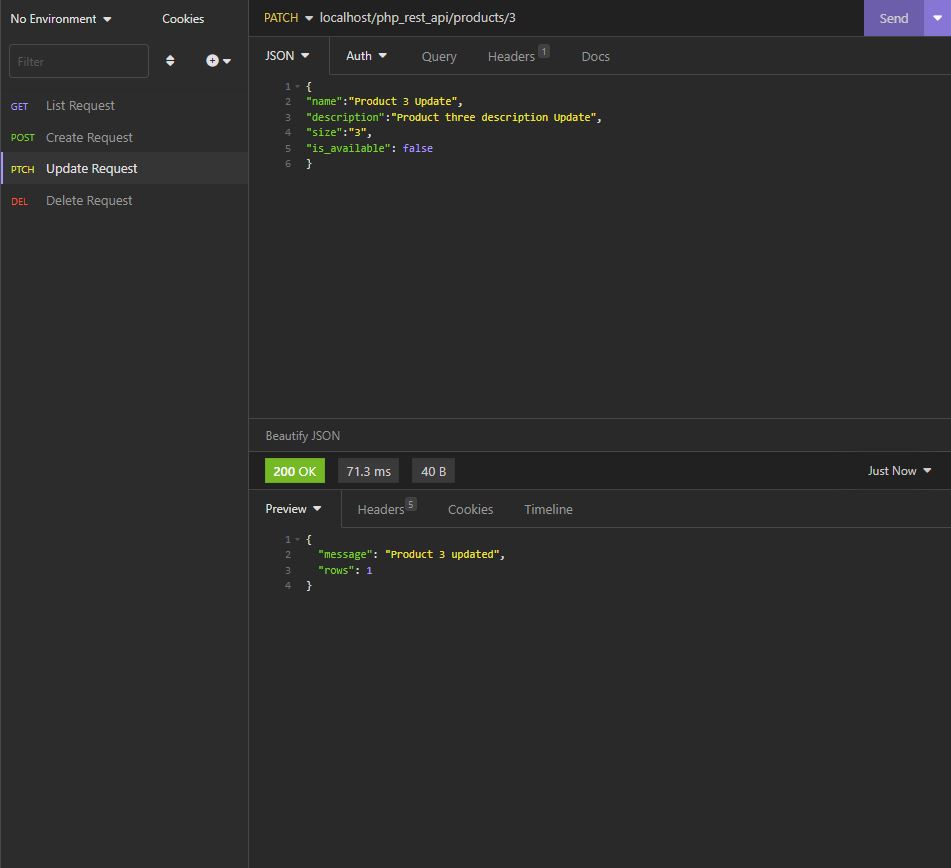 No Environment
Cookies
Filter
GET List Request
POST Create Request
PTCH Update Request
DEL Delete Request
PATCH localhost/php_rest_api/products/3
Send
JSON Auth Query Headers 1 Docs
1 {
2 "name":"Product 3 Update",
3 "description":"Product three description Update",
4 "size":"3",
5 "is_available": false
6 }
Beautify JSON
200 OK 71.3 ms 40 B Just Now
Preview Headers 5 Cookies Timeline
1 {
2 "message": "Product 3 updated",
3 "rows": 1
4 }